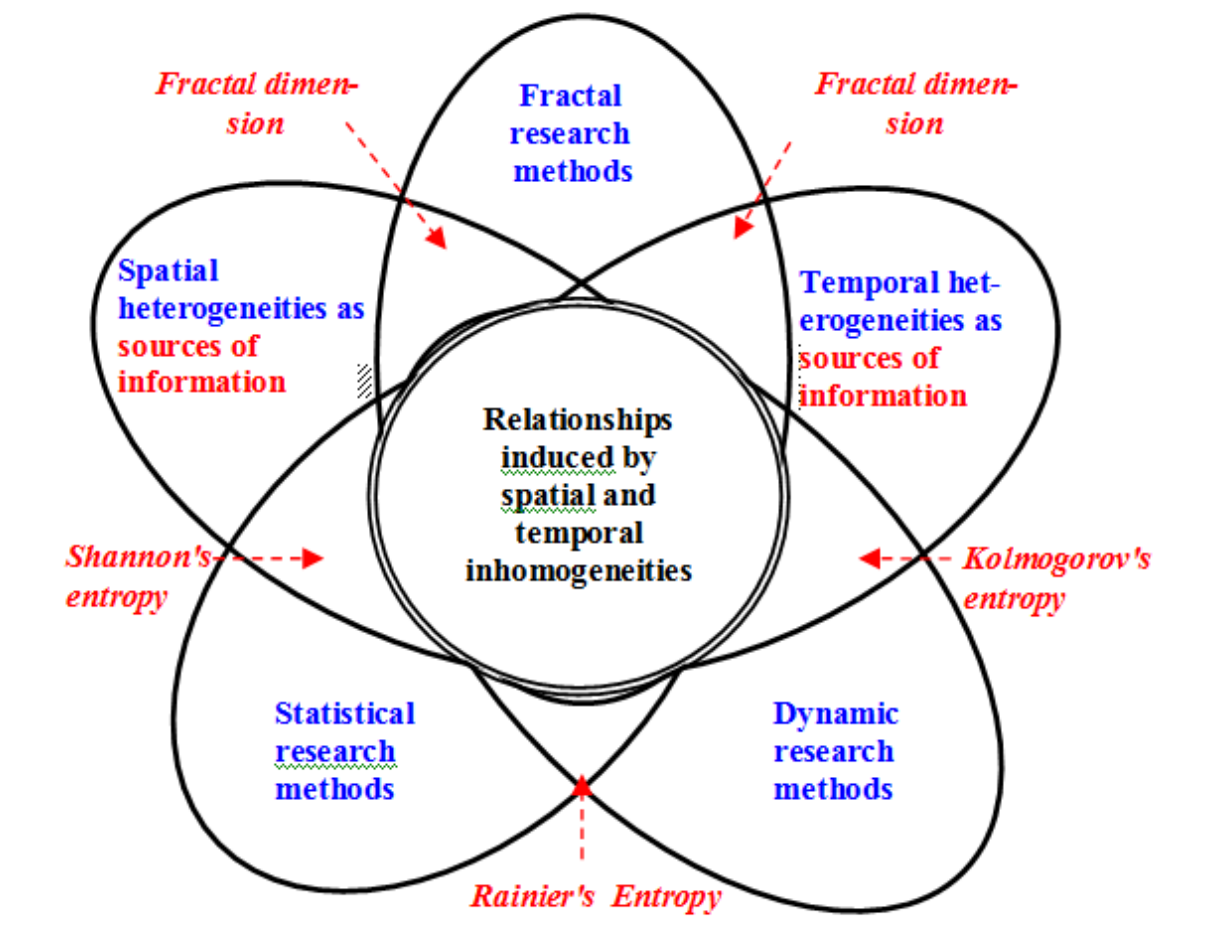 Fractal dimen-
sion
Fractal
research
methods
Fractal dimen-
sion
Spatial
heterogeneities as
sources of
information
Temporal het-
erogeneities as
sources of
information
Relationships
induced by
spatial and
temporal
inhomogeneities
Shannon's
entropy
Kolmogorov's
entropy
Statistical
research
methods
Dynamic
research
methods
Rainier's Entropy